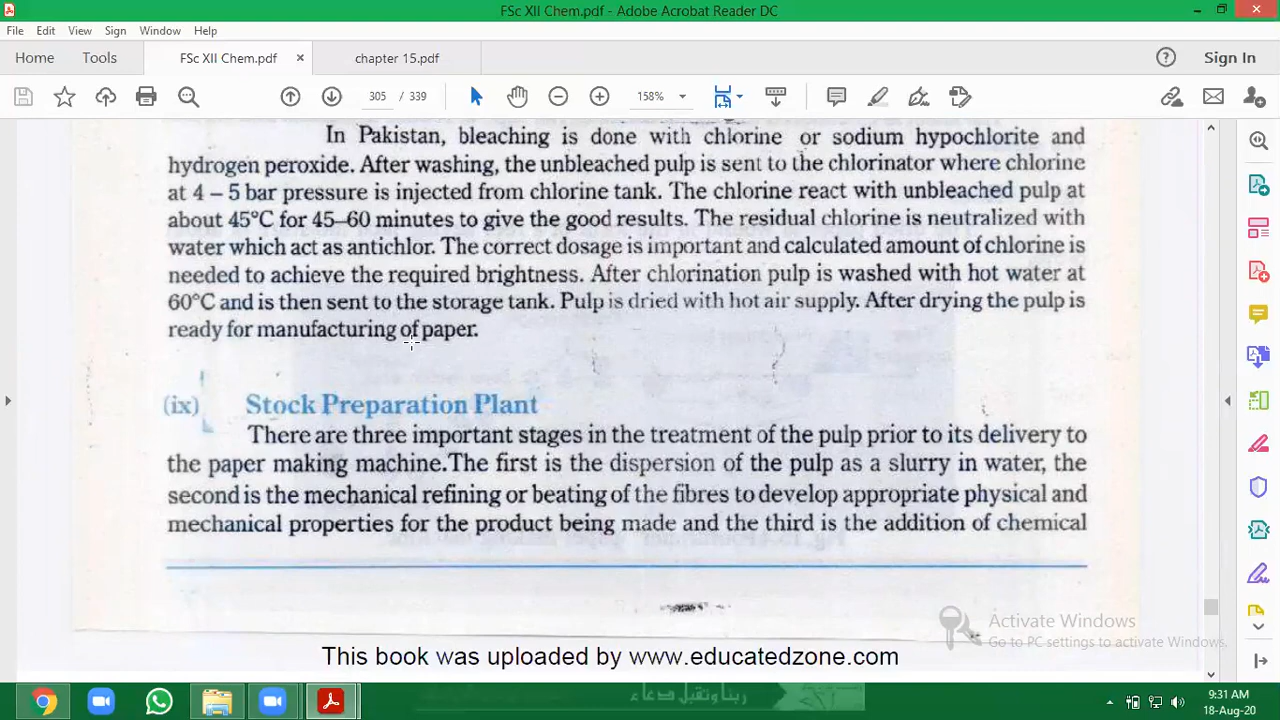 FSc XII Chem.pdf - Adobe Acrobat Reader DC
File Edit View Sign Window Help
Home Tools FSc XII Chem.pdf × chapter 15.pdf Sign In
305 / 339 158%
In Pakistan, bleaching is done with chlorine or sodium hypochlorite and
hydrogen peroxide. After washing, the unbleached pulp is sent to the chlorinator where chlorine
at 4 – 5 bar pressure is injected from chlorine tank. The chlorine react with unbleached pulp at
about 45°C for 45–60 minutes to give the good results. The residual chlorine is neutralized with
water which act as antichlor. The correct dosage is important and calculated amount of chlorine is
needed to achieve the required brightness. After chlorination pulp is washed with hot water at
60°C and is then sent to the storage tank. Pulp is dried with hot air supply. After drying the pulp is
ready for manufacturing of paper.
(ix) Stock Preparation Plant
There are three important stages in the treatment of the pulp prior to its delivery to
the paper making machine.The first is the dispersion of the pulp as a slurry in water, the
second is the mechanical refining or beating of the fibres to develop appropriate physical and
mechanical properties for the product being made and the third is the addition of chemical
Activate Windows
Go to PC settings to activate Windows.
This book was uploaded by www.educatedzone.com
ربنا وتقبل دعاء
9:31 AM
18-Aug-20